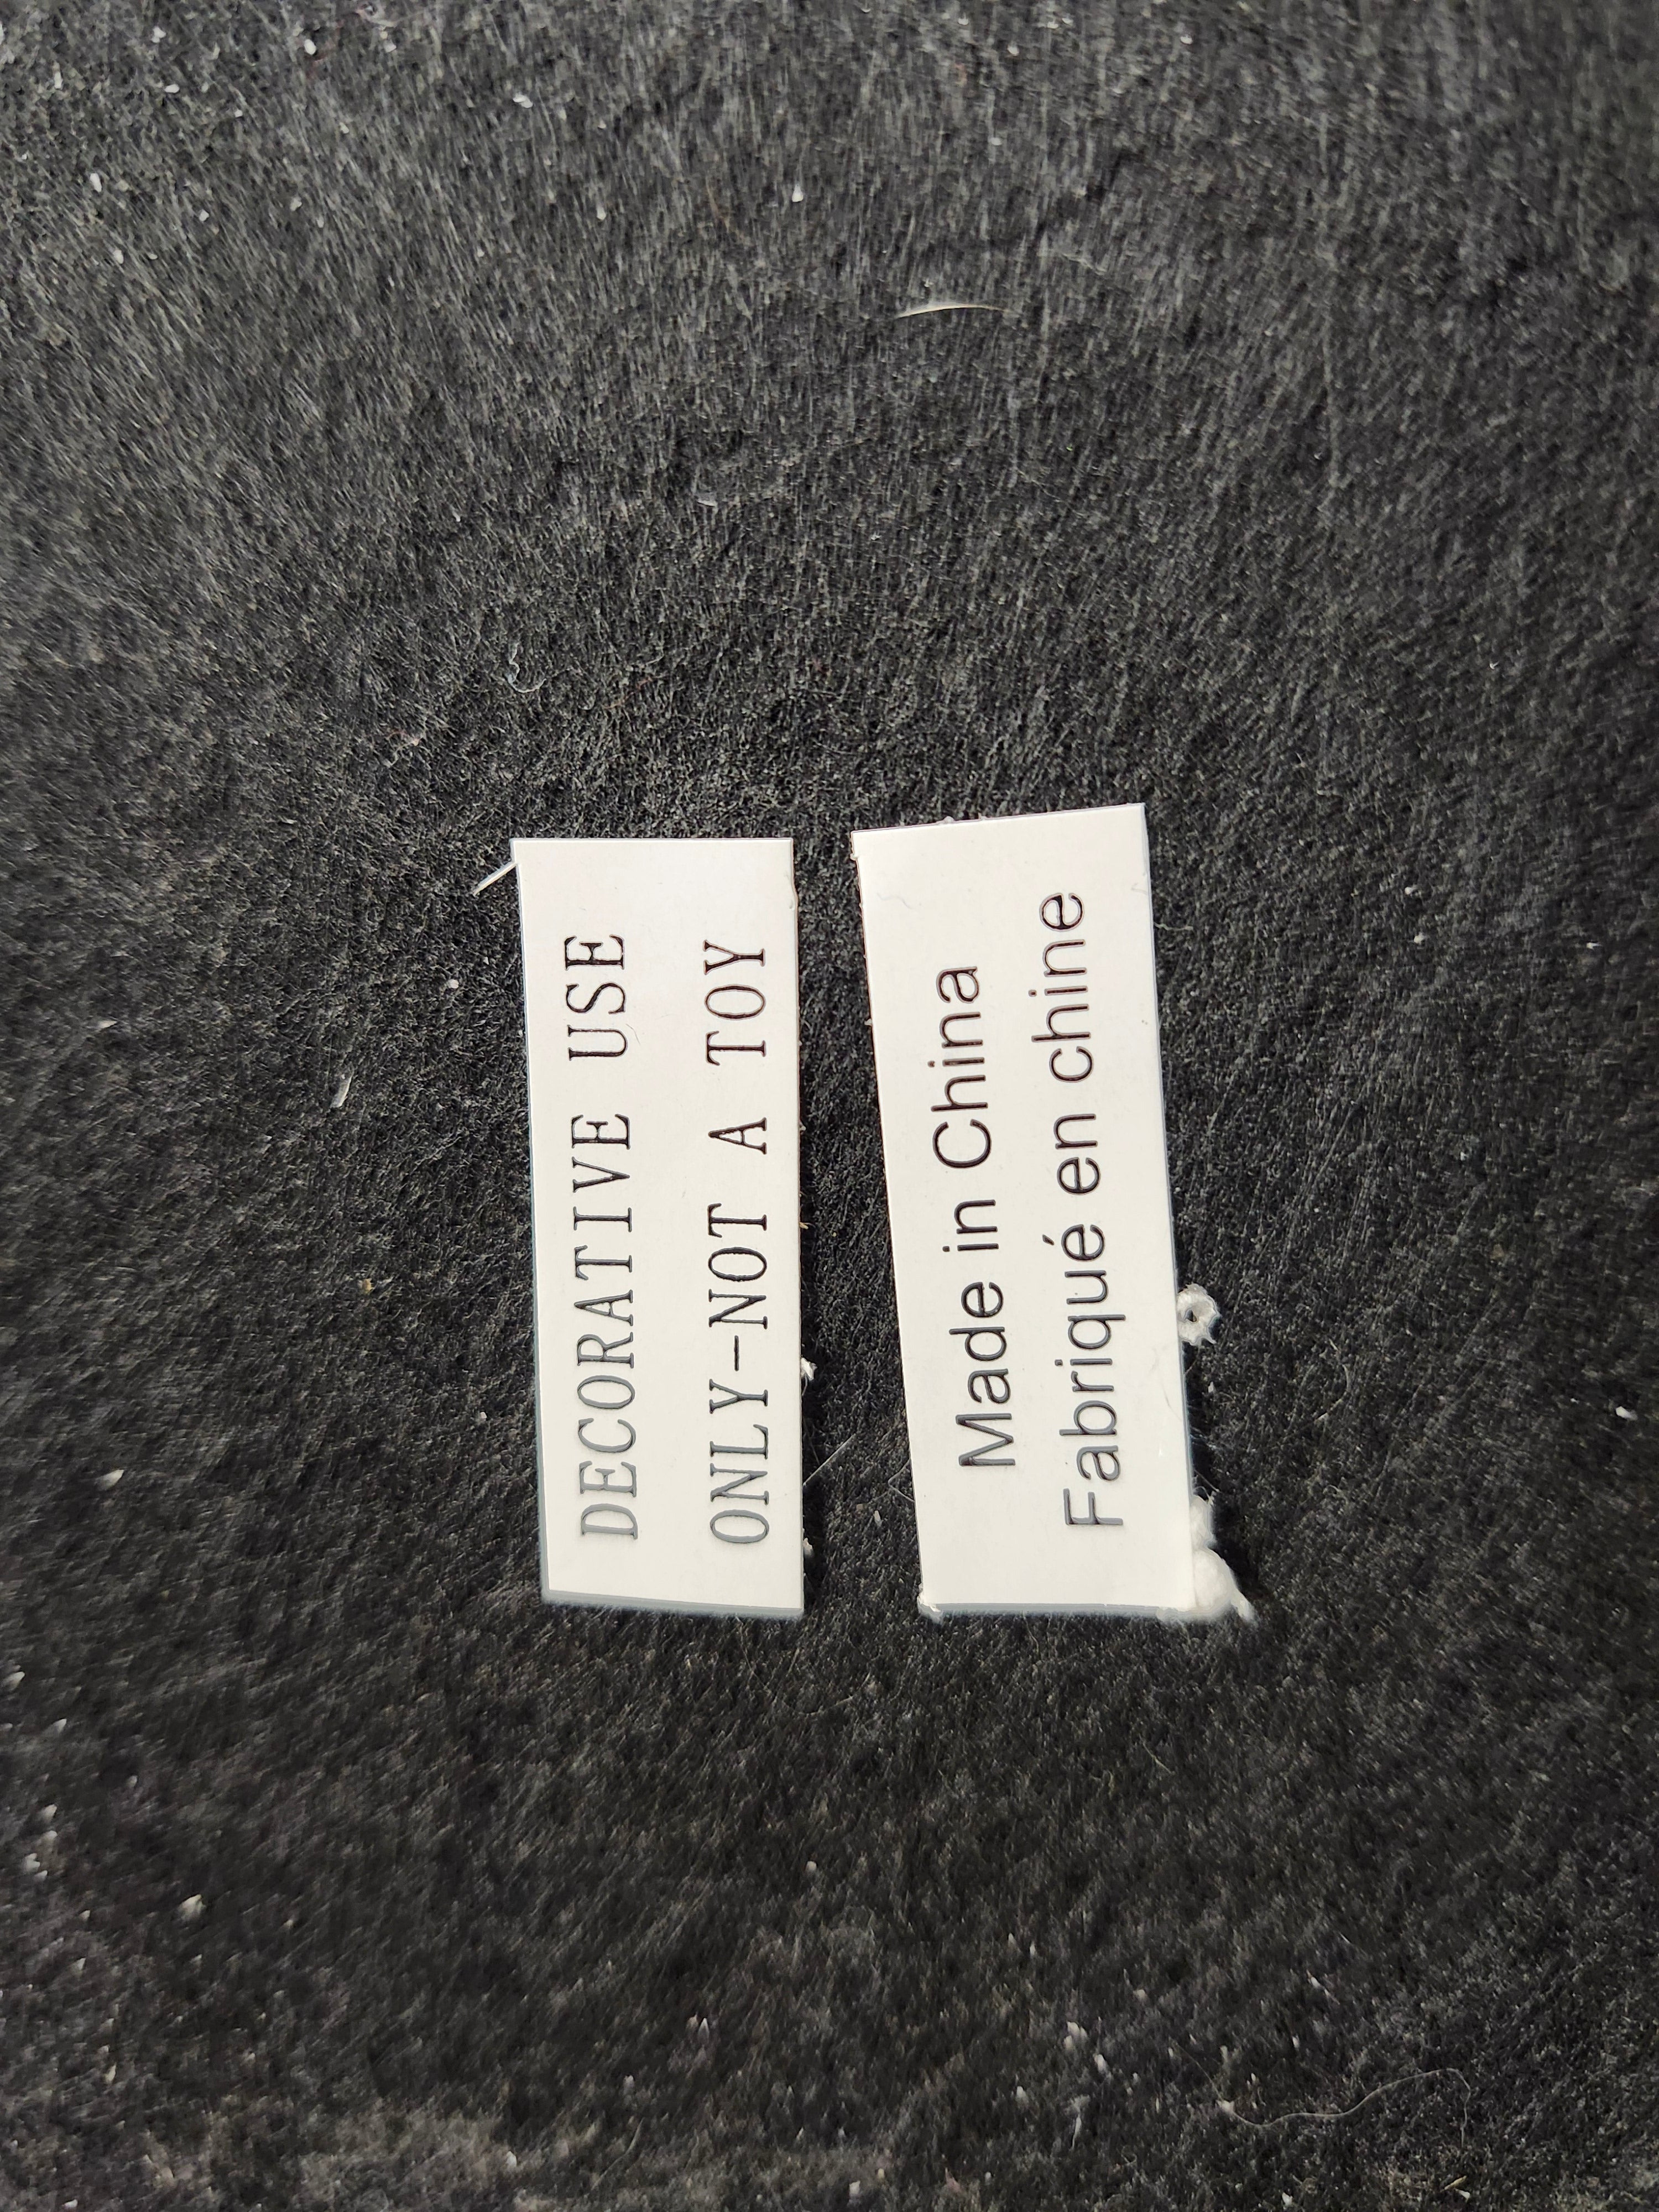 DECORATIVE USE
ONLY-NOT A TOY
Made in China
Fabriqué en chine